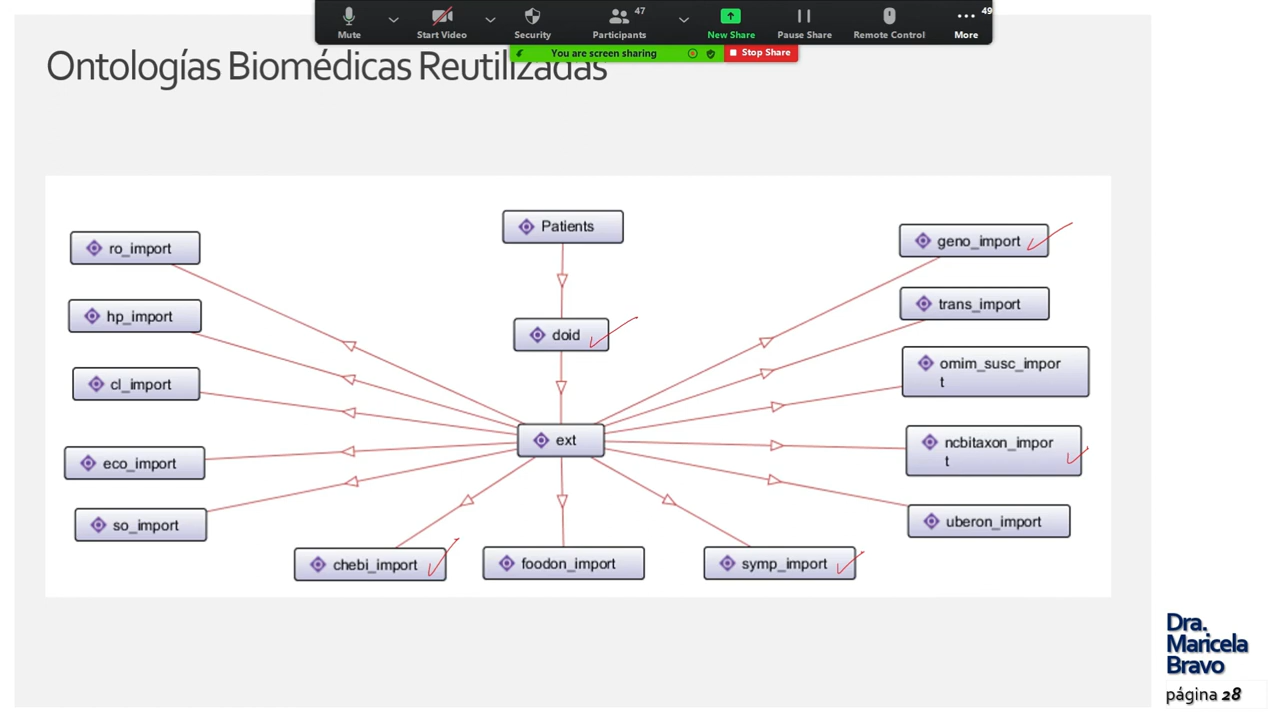 Mute
Start Video
Security
Participants
47
New Share
Pause Share
Remote Control
More
49
You are screen sharing
Stop Share
Ontologías Biomédicas Reutilizadas
Patients
doid
ext
ro_import
hp_import
cl_import
eco_import
so_import
chebi_import
foodon_import
symp_import
geno_import
trans_import
omim_susc_impor
t
ncbitaxon_impor
t
uberon_import
Dra.
Maricela
Bravo
página 28